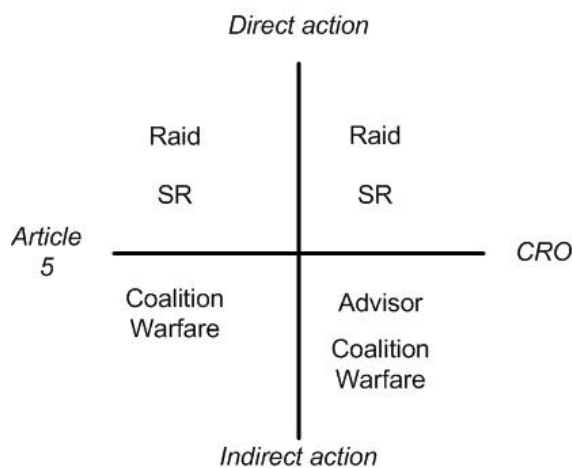 Direct action
Raid
Raid
SR
SR
Article
5
CRO
Coalition
Warfare
Advisor
Coalition
Warfare
Indirect action